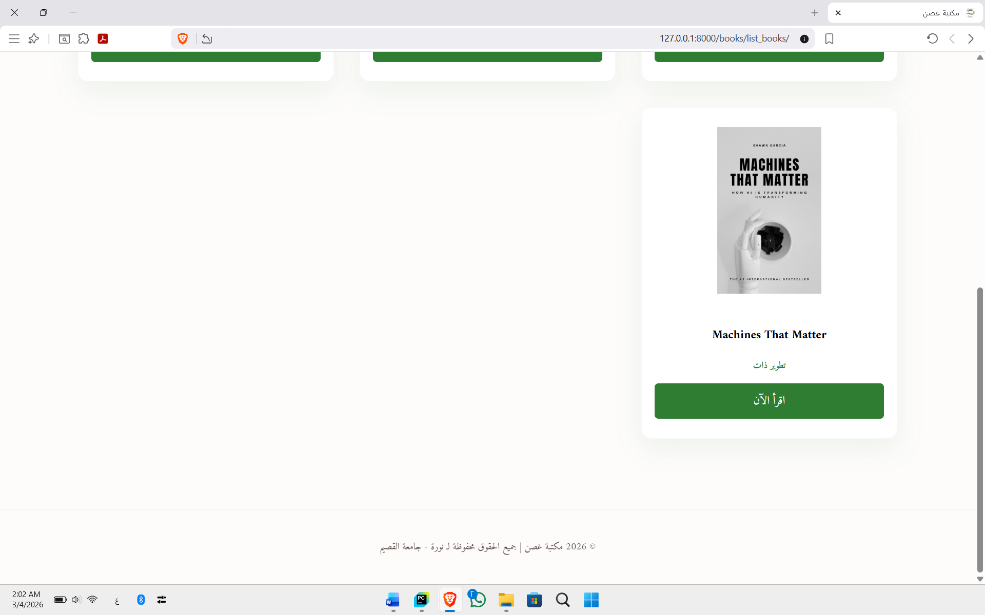 مكتبة غصن
127.0.0.1:8000/books/list_books/
SHAWN GARCIA
MACHINES
THAT MATTER
HOW AI IS TRANSFORMING
HUMANITY
THE #1 INTERNATIONAL BESTSELLER
Machines That Matter
تطوير ذات
اقرأ الآن
© 2026 مكتبة غصن | جميع الحقوق محفوظة لـ نورة - جامعة القصيم
2:02 AM
3/4/2026
ع
PC
W